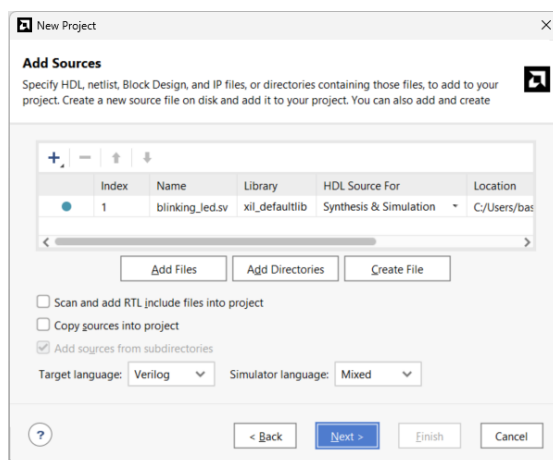 New Project
Add Sources
Specify HDL, netlist, Block Design, and IP files, or directories containing those files, to add to your
project. Create a new source file on disk and add it to your project. You can also add and create
Index Name Library HDL Source For Location
1 blinking_led.sv xil_defaultlib Synthesis & Simulation C:/Users/bas
Add Files Add Directories Create File
Scan and add RTL include files into project
Copy sources into project
Add sources from subdirectories
Target language: Verilog Simulator language: Mixed
? < Back Next > Finish Cancel